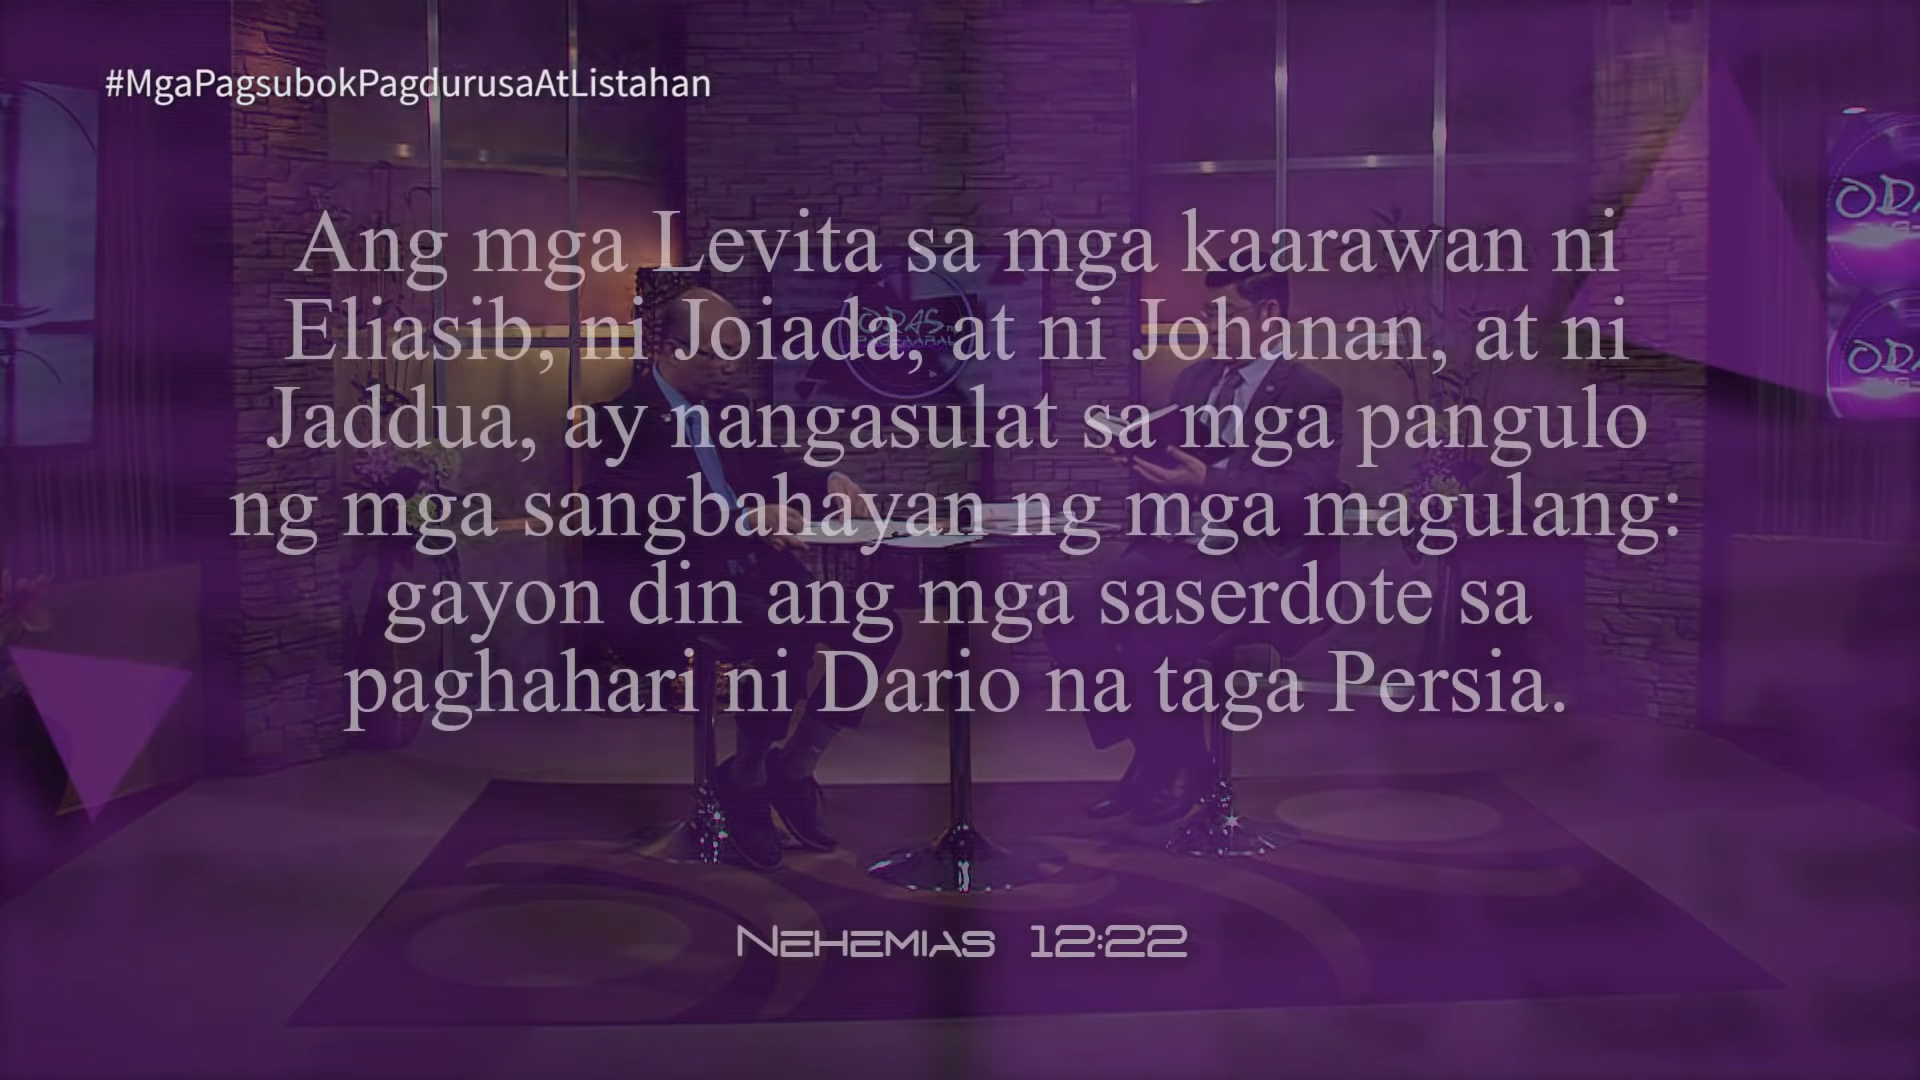 #MgaPagsubokPagdurusaAtListahan
Ang mga Levita sa mga kaarawan ni
Eliasib, ni Joiada, at ni Johanan, at ni
Jaddua, ay nangasulat sa mga pangulo
ng mga sangbahayan ng mga magulang:
gayon din ang mga saserdote sa
paghahari ni Dario na taga Persia.
NEHEMIAS 12:22
ORAS